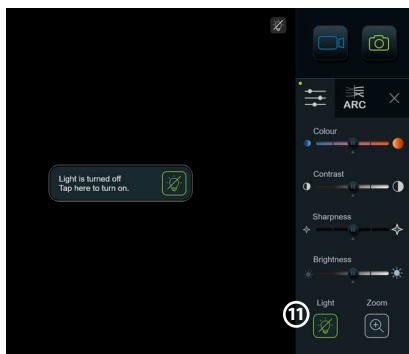 ARC
Colour
Light is turned off
Tap here to turn on.
Contrast
Sharpness
Brightness
Light
Zoom
11